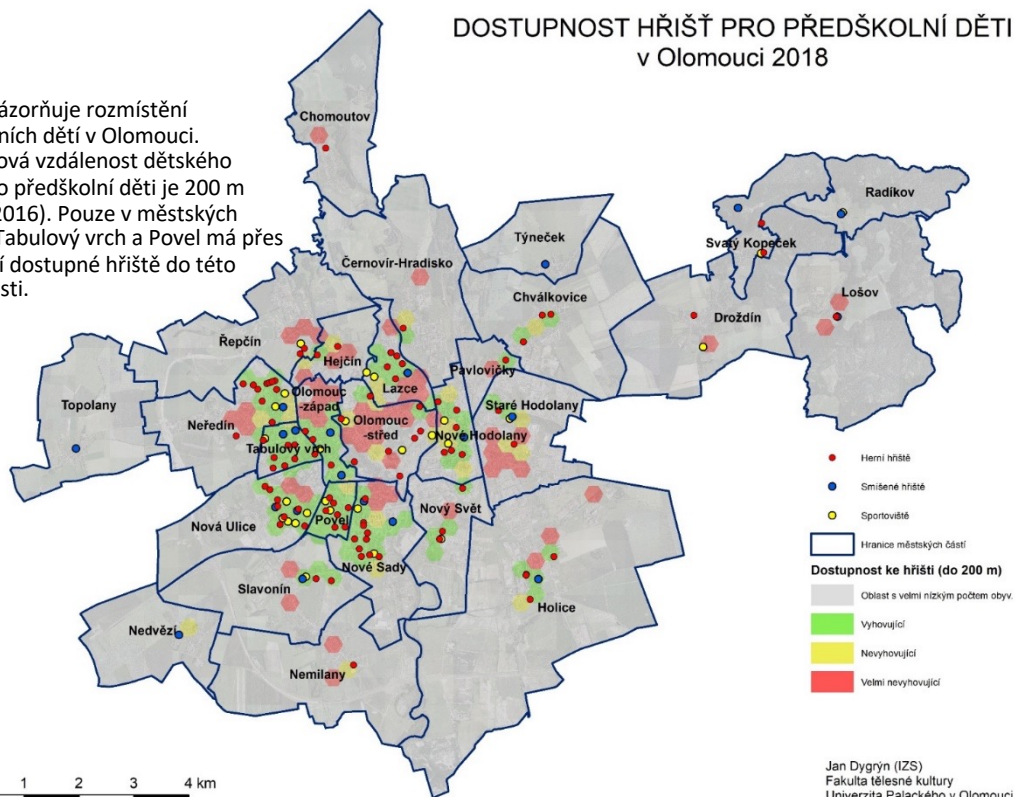 DOSTUPNOST HŘIŠŤ PRO PŘEDŠKOLNÍ DĚTI
v Olomouci 2018
ázorňuje rozmístění
ních dětí v Olomouci.
ová vzdálenost dětského
o předškolní děti je 200 m
2016). Pouze v městských
Tabulový vrch a Povel má přes
í dostupné hřiště do této
sti.
Chomoutov
Radíkov
Týneček
Svatý Kopeček
Černovír-Hradisko
Chválkovice
Lošov
Droždín
Řepčín
Hejčín
Pavlovičky
Lazce
Olomouc
-západ
Topolany
Staré Hodolany
Neředín
Olomouc
-střed
Nové Hodolany
Tabulový vrch
Nová Ulice
Povel
Nový Svět
Nové Sady
Slavonín
Holice
Nedvězí
Nemilany
Herní hřiště
Smíšené hřiště
Sportoviště
Hranice městských částí
Dostupnost ke hřišti (do 200 m)
Oblast s velmi nízkým počtem obyv.
Vyhovující
Nevyhovující
Velmi nevyhovující
1 2 3 4 km
Jan Dygrýn (IZS)
Fakulta tělesné kultury
Univerzita Palackého v Olomouci